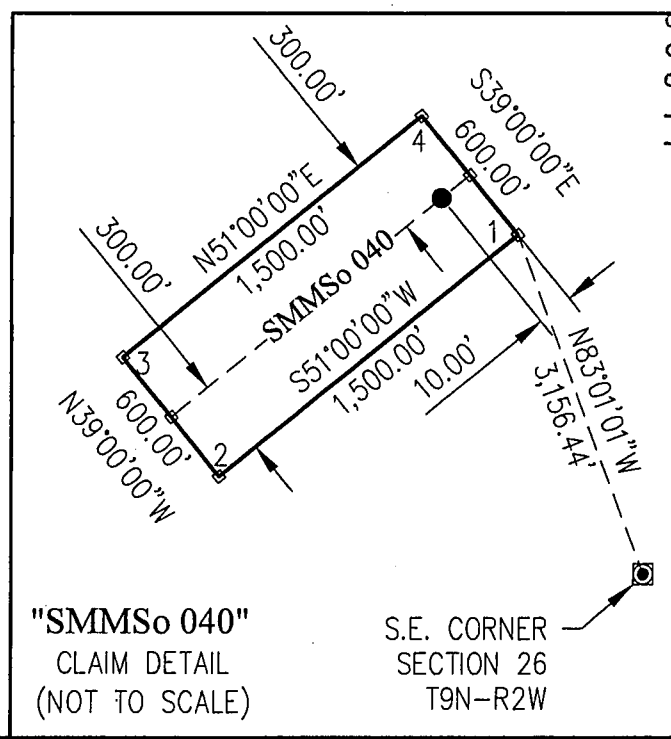 300.00'
S39°00'00"E
600.00'
4
N51°00'00"E
1,500.00'
1
300.00'
SMMSo 040
3
S51°00'00"W
1,500.00'
10.00'
N83°01'01"W
3,156.44'
600.00'
N39°00'00"W
2
"SMMSo 040"
CLAIM DETAIL
(NOT TO SCALE)
S.E. CORNER
SECTION 26
T9N-R2W